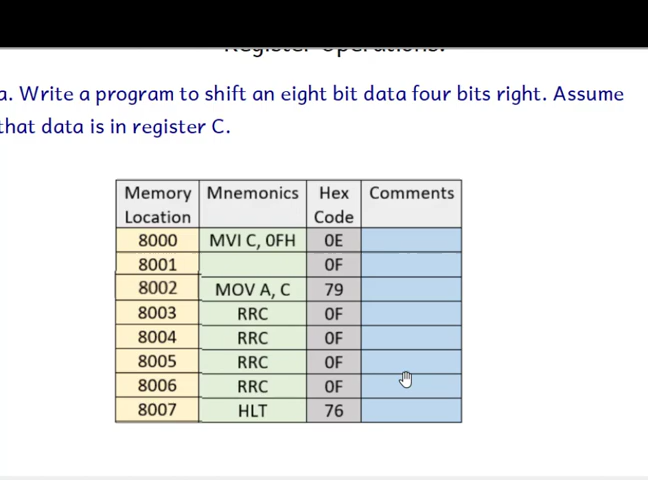 Register Operations.
a. Write a program to shift an eight bit data four bits right. Assume
that data is in register C.
Memory Location Mnemonics Hex Code Comments
8000 MVI C, 0FH 0E
8001 0F
8002 MOV A, C 79
8003 RRC 0F
8004 RRC 0F
8005 RRC 0F
8006 RRC 0F
8007 HLT 76